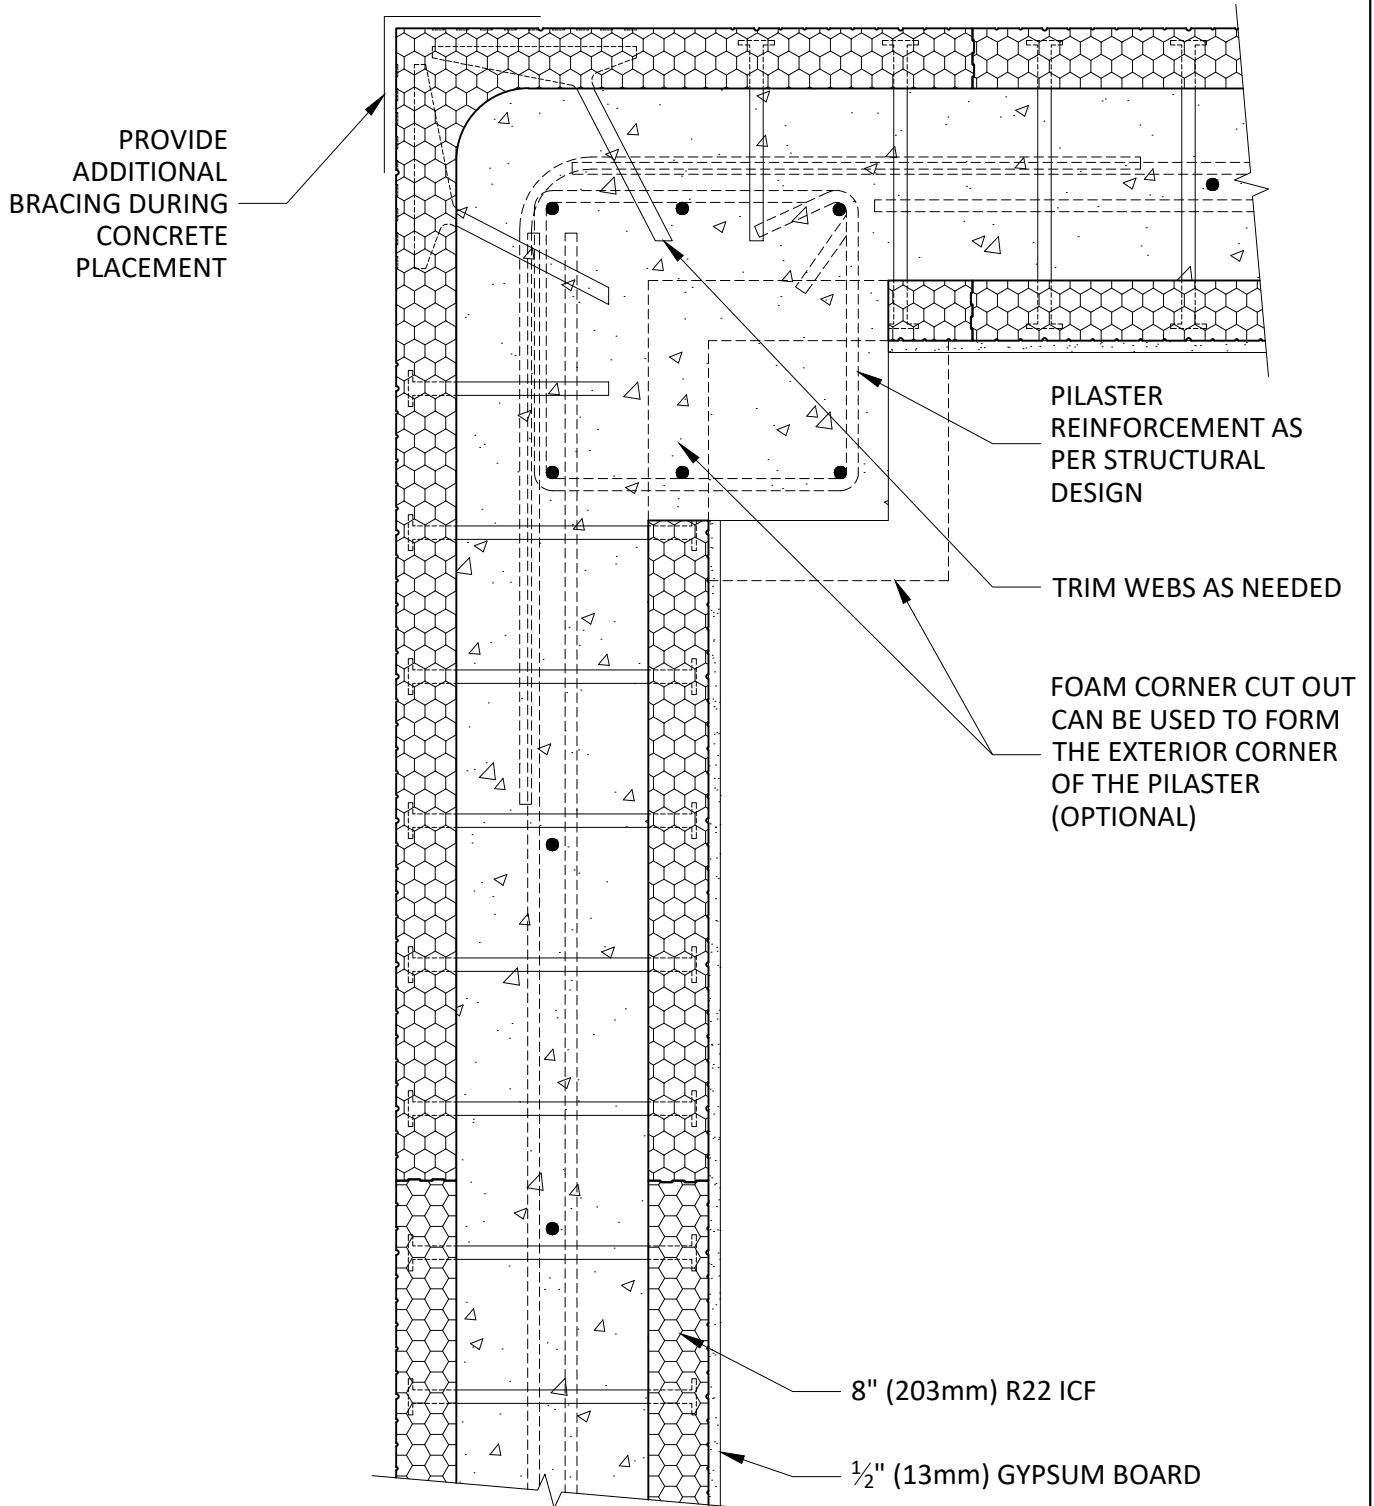 PROVIDE
ADDITIONAL
BRACING DURING
CONCRETE
PLACEMENT
PILASTER
REINFORCEMENT AS
PER STRUCTURAL
DESIGN
TRIM WEBS AS NEEDED
FOAM CORNER CUT OUT
CAN BE USED TO FORM
THE EXTERIOR CORNER
OF THE PILASTER
(OPTIONAL)
8" (203mm) R22 ICF
½" (13mm) GYPSUM BOARD